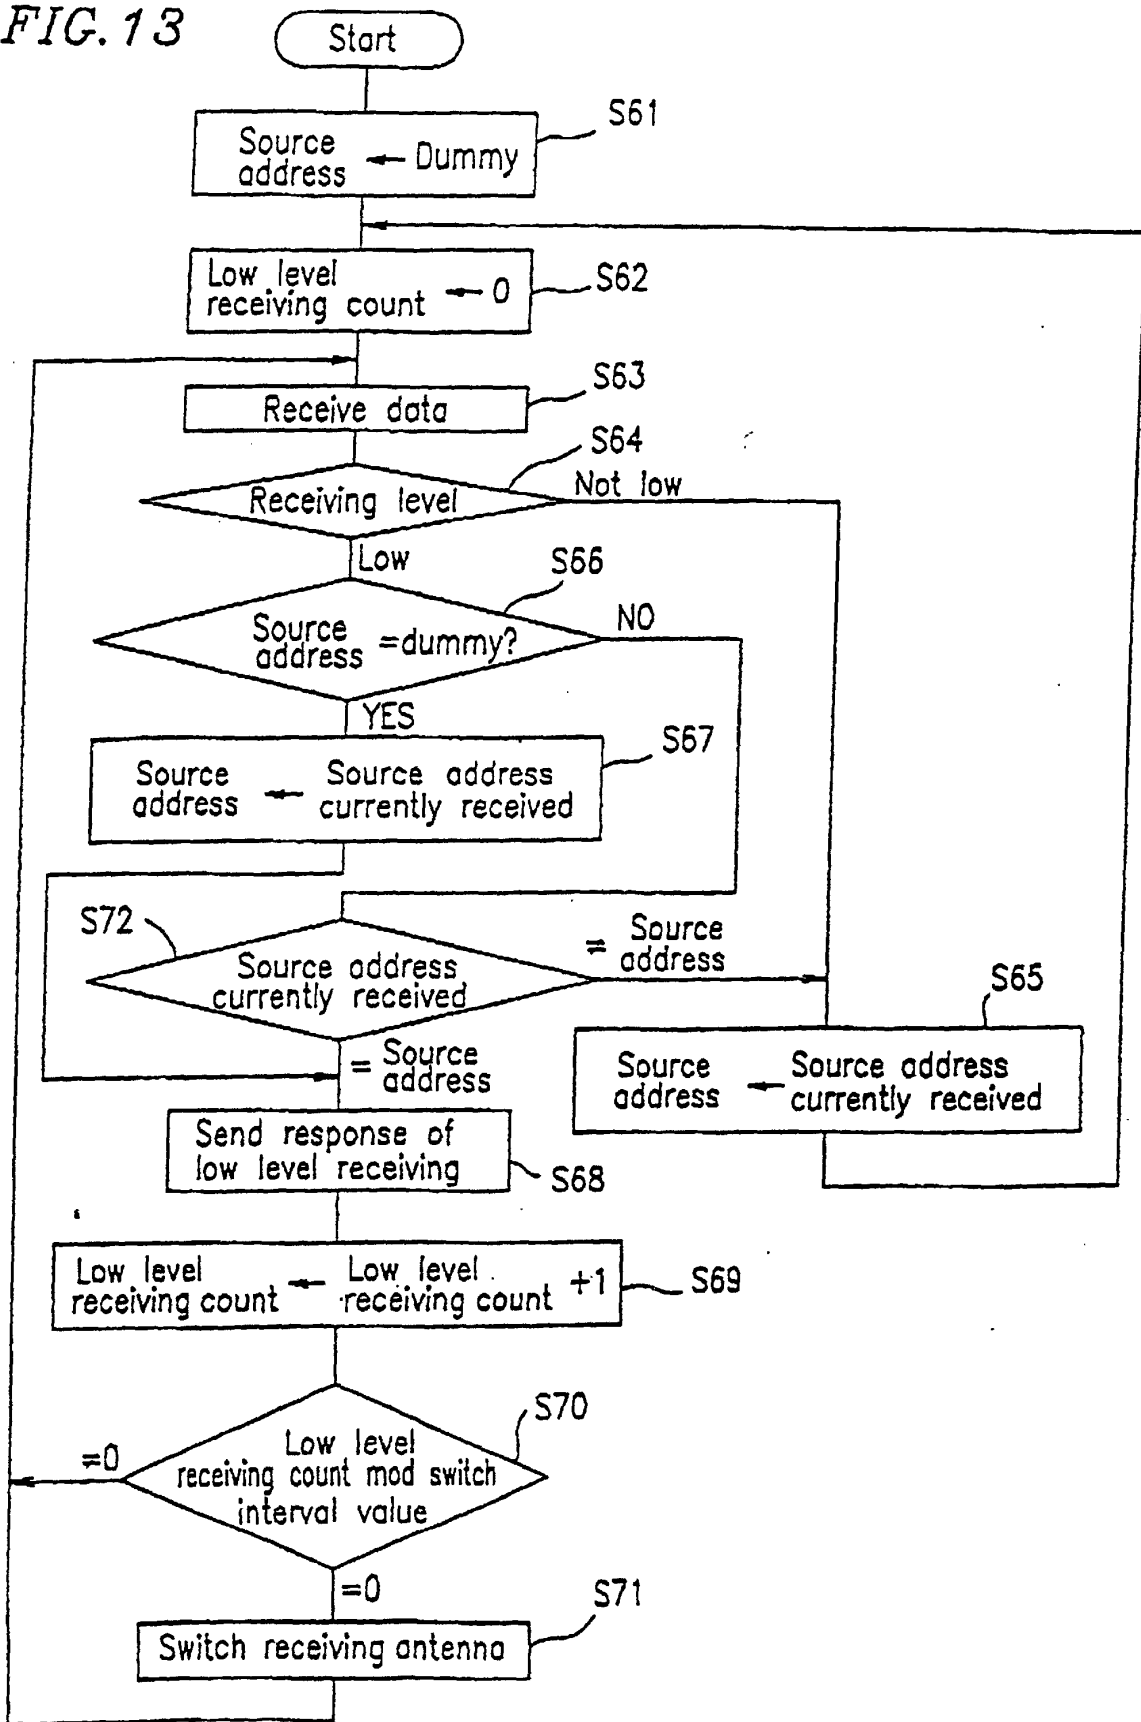 FIG. 13
Start
S61
Source
address ← Dummy
S62
Low level
receiving count ← 0
S63
Receive data
S64
Receiving level
Not low
Low
S66
Source
address =dummy?
NO
YES
S67
Source
address ← Source address
currently received
S72
Source address
currently received
≠ Source
address
= Source
address
S65
Source
address ← Source address
currently received
Send response of
low level receiving
S68
Low level
receiving count ← Low level
receiving count +1
S69
S70
Low level
receiving count mod switch
interval value
≠0
=0
S71
Switch receiving antenna